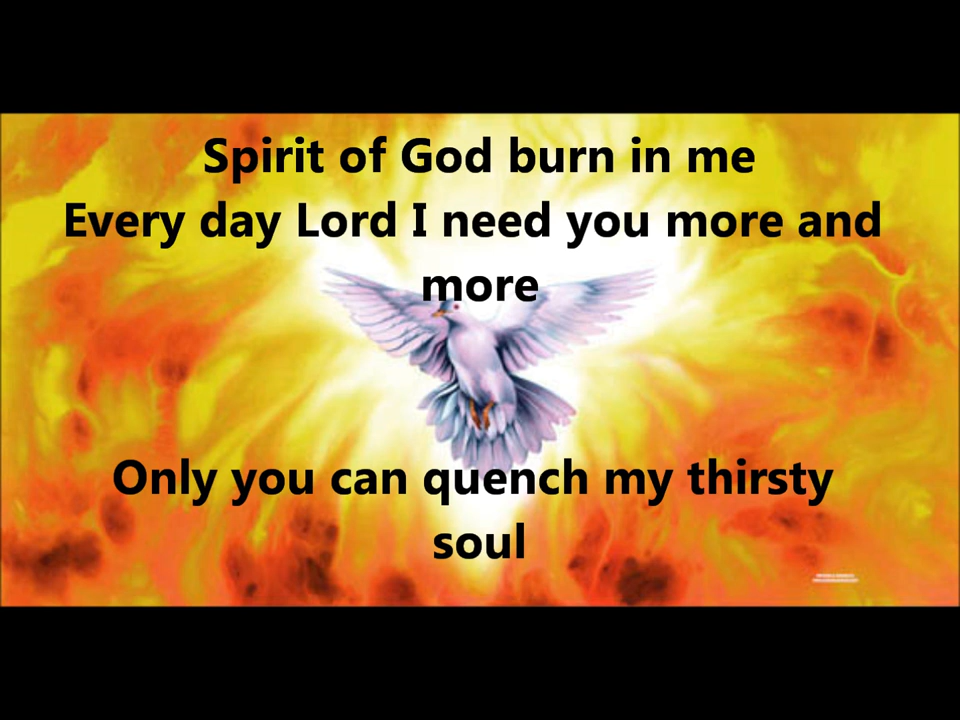 Spirit of God burn in me
Every day Lord I need you more and
more
Only you can quench my thirsty
soul